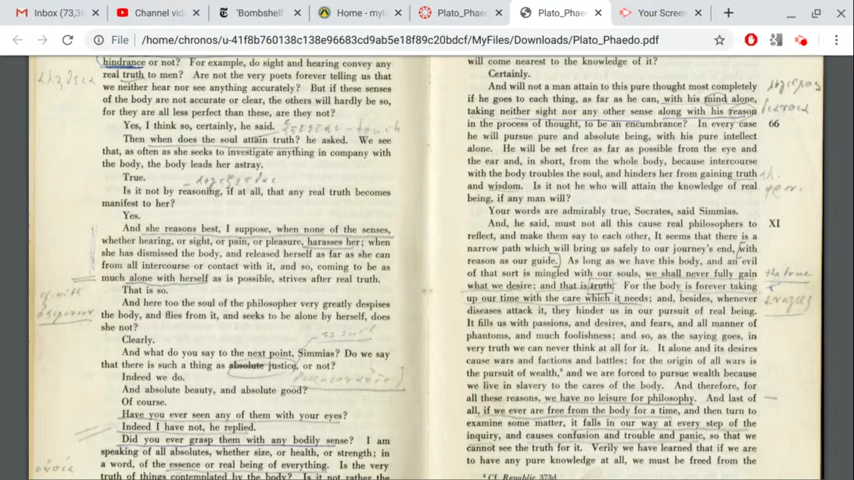 Inbox (73,3
Channel vid
'Bombshell'
Home - myla
Plato_Phaed
Plato_Phaed
Your Screen
File
/home/chronos/u-41f8b760138c138e93969681cd2ab95e18f89c20bdcf/MyFiles/Downloads/Plato_Phaedo.pdf
hindrance or not? For example, do sight and hearing convey any
real truth to men? Are not the very poets forever telling us that
we neither hear nor see anything accurately? But if these senses
of the body are not accurate or clear, the others will hardly be so,
for they are all less perfect than these, are they not?
Yes, I think so, certainly, he said.
Then when does the soul attain truth? he asked. We see
that, as often as she seeks to investigate anything in company with
the body, the body leads her astray.
True.
Is it not by reasoning, if at all, that any real truth becomes
manifest to her?
Yes.
And she reasons best, I suppose, when none of the senses,
whether hearing, or sight, or pain, or pleasure, harasses her; when
she has dismissed the body, and released herself as far as she can
from all intercourse or contact with it, and so, coming to be as
much alone with herself as is possible, strives after real truth.
That is so.
And here too the soul of the philosopher very greatly despises
the body, and flies from it, and seeks to be alone by herself, does
she not?
Clearly.
as such
And what do you say to the next point, Simmias? Do we say
that there is such a thing as absolute justice, or not?
Indeed we do.
And absolute beauty, and absolute good?
Of course.
Have you ever seen any of them with your eyes?
Indeed I have not, he replied.
Did you ever grasp them with any bodily sense? I am
speaking of all absolutes, whether size, or health, or strength; in
a word, of the essence or real being of everything. Is the very
truth of things contemplated by the body? Is it not rather the
will come nearest to the knowledge of it?
Certainly.
And will not a man attain to this pure thought most completely
if he goes to each thing, as far as he can, with his mind alone,
taking neither sight nor any other sense along with his reason
in the process of thought, to be an encumbrance? In every case
66
he will pursue pure and absolute being, with his pure intellect
alone. He will be set free as far as possible from the eye and
the ear and, in short, from the whole body, because intercourse
with the body troubles the soul, and hinders her from gaining truth
and wisdom. Is it not he who will attain the knowledge of real
being, if any man will?
Your words are admirably true, Socrates, said Simmias.
And, he said, must not all this cause real philosophers to
XI
reflect, and make them say to each other, It seems that there is a
narrow path which will bring us safely to our journey's end, with
reason as our guide. As long as we have this body, and an evil
of that sort is mingled with our souls, we shall never fully gain
what we desire; and that is truth. For the body is forever taking
up our time with the care which it needs; and, besides, whenever
diseases attack it, they hinder us in our pursuit of real being.
It fills us with passions, and desires, and fears, and all manner of
phantoms, and much foolishness; and so, as the saying goes, in
very truth we can never think at all for it. It alone and its desires
cause wars and factions and battles; for the origin of all wars is
the pursuit of wealth,⁸ and we are forced to pursue wealth because
we live in slavery to the cares of the body. And therefore, for
all these reasons, we have no leisure for philosophy. And last of
all, if we ever are free from the body for a time, and then turn to
examine some matter, it falls in our way at every step of the
inquiry, and causes confusion and trouble and panic, so that we
cannot see the truth for it. Verily we have learned that if we are
to have any pure knowledge at all, we must be freed from the
⁸ Cf. Republic 373d.